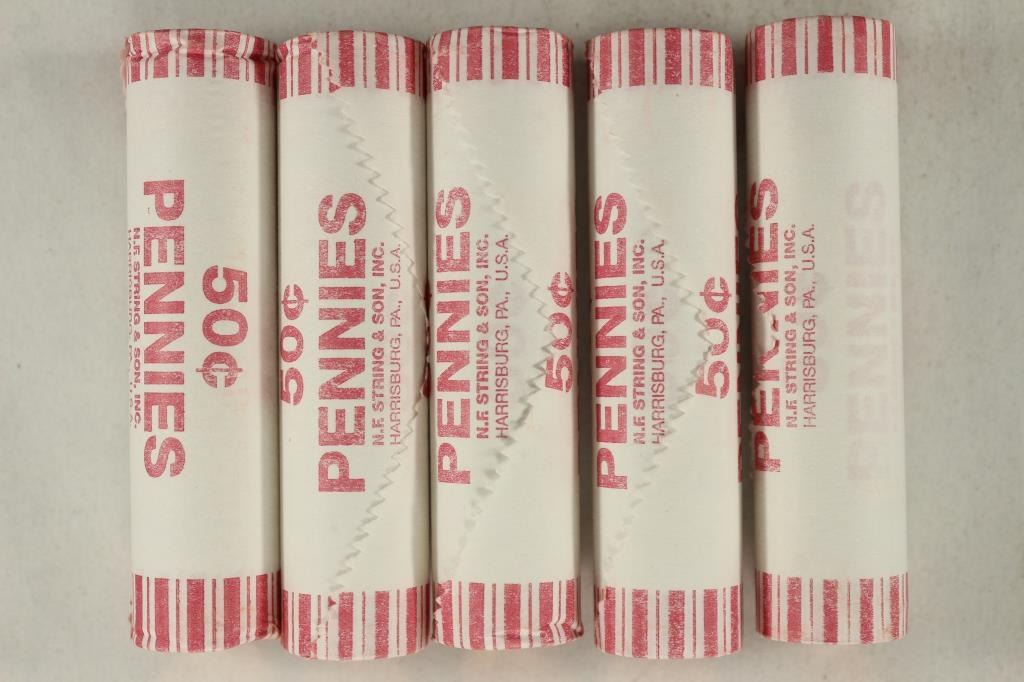 PENNIES
N.F. STRING & SON, INC.
50¢
50¢
PENNIES
N.F. STRING & SON, INC.
HARRISBURG, PA., U.S.A.
PENNIES
N.F. STRING & SON, INC.
HARRISBURG, PA., U.S.A.
50¢
PENNIES
N.F. STRING & SON, INC.
HARRISBURG, PA., U.S.A.
50¢
PENNIES
N.F. STRING & SON, INC.
HARRISBURG, PA., U.S.A.
PENNIES